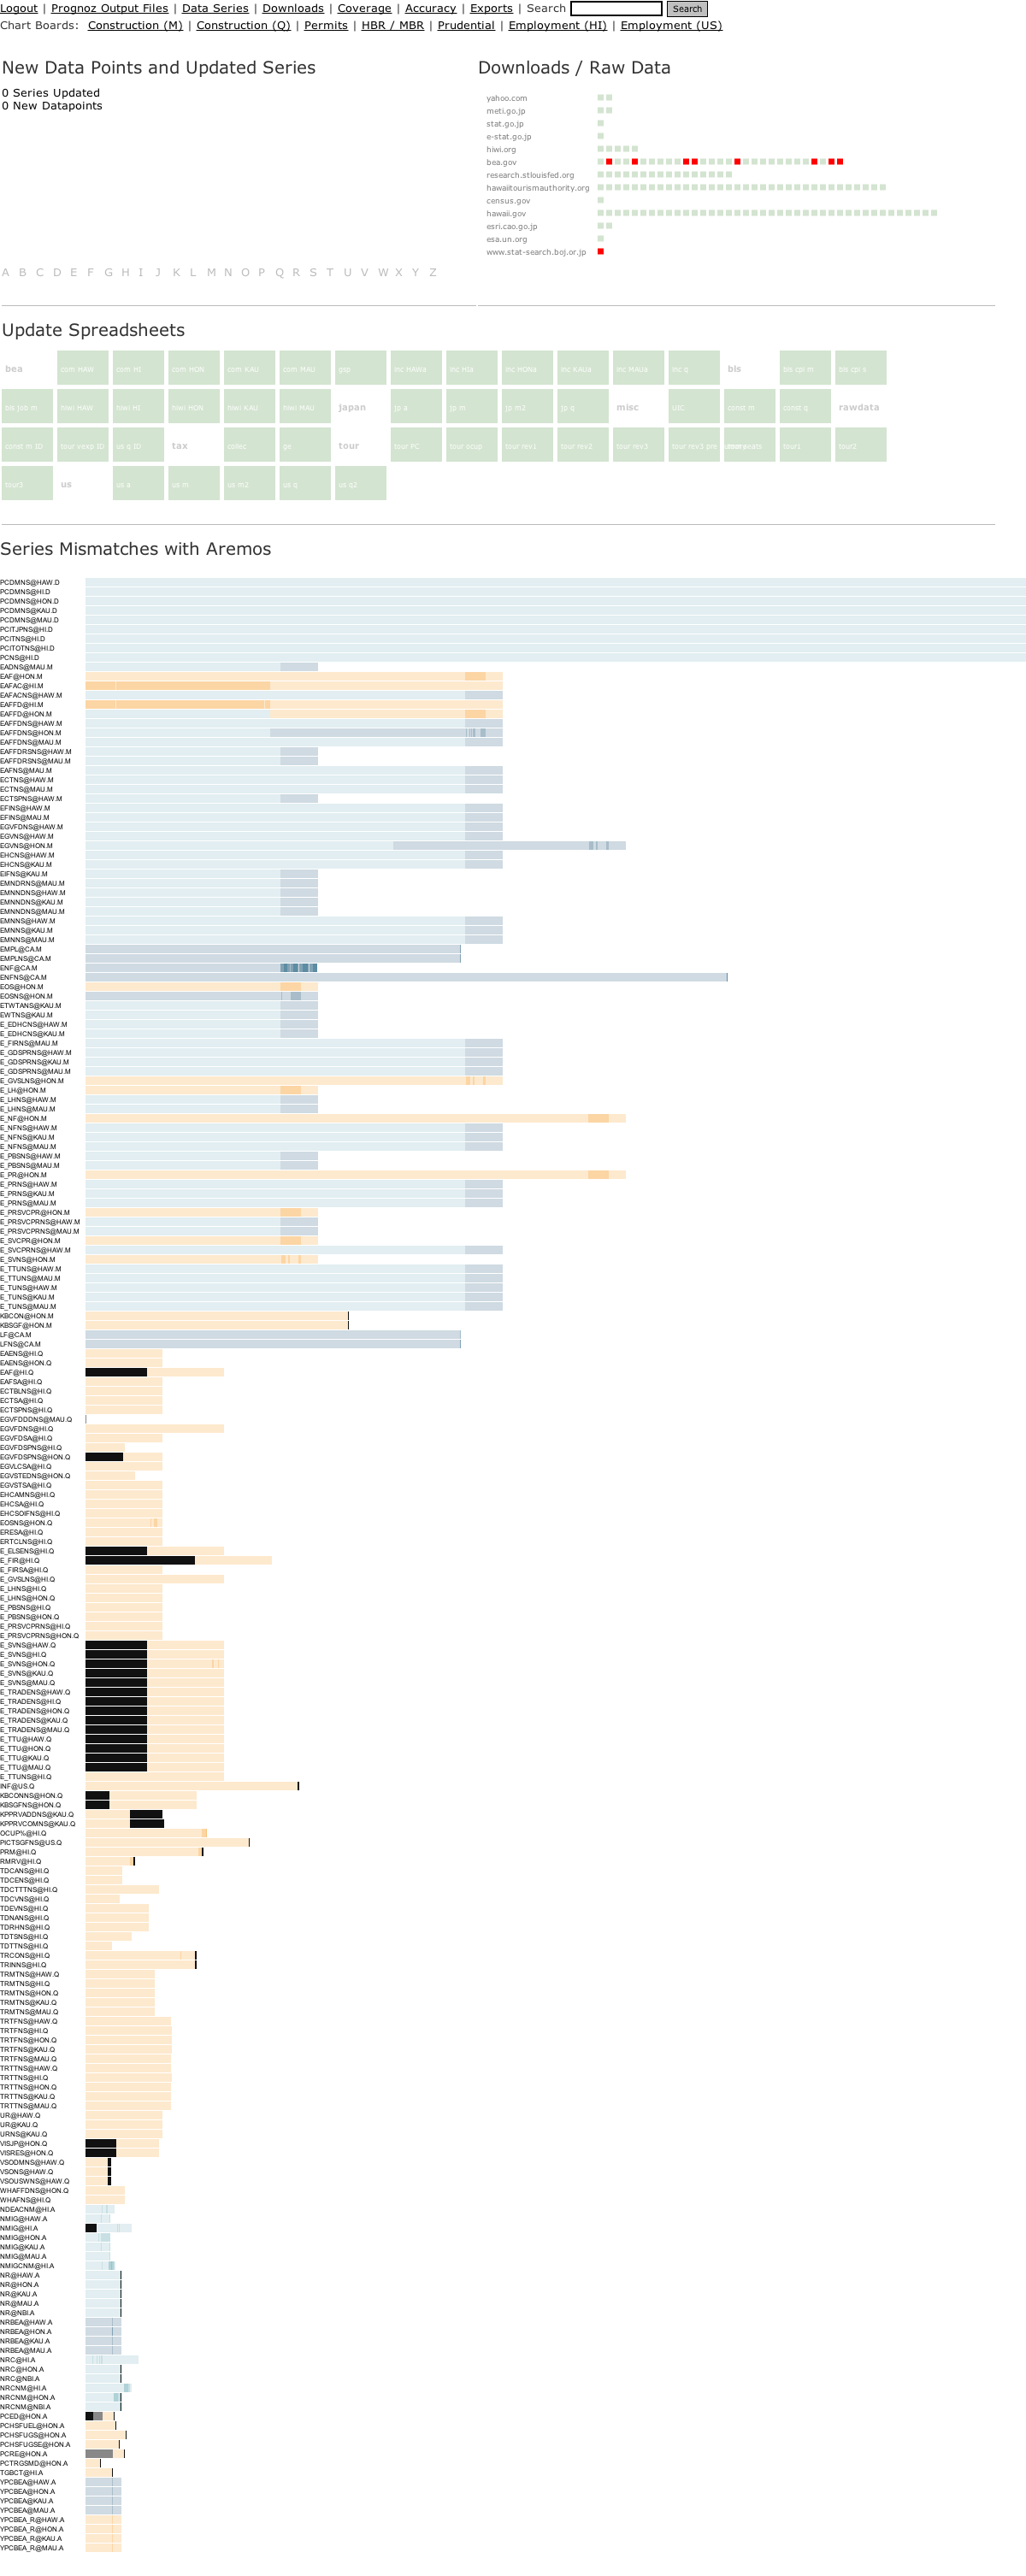 Logout | Prognoz Output Files | Data Series | Downloads | Coverage | Accuracy | Exports | Search Search
Chart Boards: Construction (M) | Construction (Q) | Permits | HBR / MBR | Prudential | Employment (HI) | Employment (US)
New Data Points and Updated Series
0 Series Updated
0 New Datapoints
A B C D E F G H I J K L M N O P Q R S T U V W X Y Z
Downloads / Raw Data
yahoo.com
meti.go.jp
stat.go.jp
e-stat.go.jp
hiwi.org
bea.gov
research.stlouisfed.org
hawaiitourismauthority.org
census.gov
hawaii.gov
esri.cao.go.jp
esa.un.org
www.stat-search.boj.or.jp
Update Spreadsheets
bea com HAW com HI com HON com KAU com MAU gsp inc HAWa inc HIa inc HONa inc KAUa inc MAUa inc q bls bls cpi m bls cpi s
bls job m hiwi HAW hiwi HI hiwi HON hiwi KAU hiwi MAU japan jp a jp m jp m2 jp q misc UIC const m const q rawdata
const m ID tour vexp ID us q ID tax collec ge tour tour PC tour ocup tour rev1 tour rev2 tour rev3 tour rev3 pre tour seats tour1 tour2
tour3 us us a us m us m2 us q us q2
Series Mismatches with Aremos
PCDMNS@HAW.D
PCDMNS@HI.D
PCDMNS@HON.D
PCDMNS@KAU.D
PCDMNS@MAU.D
PCITJPNS@HI.D
PCITNS@HI.D
PCITOTNS@HI.D
PCNS@HI.D
EADNS@MAU.M
EAF@HON.M
EAFAC@HI.M
EAFACNS@HAW.M
EAFFD@HI.M
EAFFD@HON.M
EAFFDNS@HAW.M
EAFFDNS@HON.M
EAFFDNS@MAU.M
EAFFDRSNS@HAW.M
EAFFDRSNS@MAU.M
EAFNS@MAU.M
ECTNS@HAW.M
ECTNS@MAU.M
ECTSPNS@HAW.M
EFINS@HAW.M
EFINS@MAU.M
EGVFDNS@HAW.M
EGVNS@HAW.M
EGVNS@HON.M
EHCNS@HAW.M
EHCNS@KAU.M
EIFNS@KAU.M
EMNDRNS@MAU.M
EMNNDNS@HAW.M
EMNNDNS@KAU.M
EMNNDNS@MAU.M
EMNNS@HAW.M
EMNNS@KAU.M
EMNNS@MAU.M
EMPL@CA.M
EMPLNS@CA.M
ENF@CA.M
ENFNS@CA.M
EOS@HON.M
EOSNS@HON.M
ETWTANS@KAU.M
EWTNS@KAU.M
E_EDHCNS@HAW.M
E_EDHCNS@KAU.M
E_FIRNS@MAU.M
E_GDSPRNS@HAW.M
E_GDSPRNS@KAU.M
E_GDSPRNS@MAU.M
E_GVSLNS@HON.M
E_LH@HON.M
E_LHNS@HAW.M
E_LHNS@MAU.M
E_NF@HON.M
E_NFNS@HAW.M
E_NFNS@KAU.M
E_NFNS@MAU.M
E_PBSNS@HAW.M
E_PBSNS@MAU.M
E_PR@HON.M
E_PRNS@HAW.M
E_PRNS@KAU.M
E_PRNS@MAU.M
E_PRSVCPR@HON.M
E_PRSVCPRNS@HAW.M
E_PRSVCPRNS@MAU.M
E_SVCPR@HON.M
E_SVCPRNS@HAW.M
E_SVNS@HON.M
E_TTUNS@HAW.M
E_TTUNS@MAU.M
E_TUNS@HAW.M
E_TUNS@KAU.M
E_TUNS@MAU.M
KBCON@HON.M
KBSGF@HON.M
LF@CA.M
LFNS@CA.M
EAENS@HI.Q
EAENS@HON.Q
EAF@HI.Q
EAFSA@HI.Q
ECTBLNS@HI.Q
ECTSA@HI.Q
ECTSPNS@HI.Q
EGVFDDDNS@MAU.Q
EGVFDNS@HI.Q
EGVFDSA@HI.Q
EGVFDSPNS@HI.Q
EGVFDSPNS@HON.Q
EGVLCSA@HI.Q
EGVSTEDNS@HON.Q
EGVSTSA@HI.Q
EHCAMNS@HI.Q
EHCSA@HI.Q
EHCSOIFNS@HI.Q
EOSNS@HON.Q
ERESA@HI.Q
ERTCLNS@HI.Q
E_ELSENS@HI.Q
E_FIR@HI.Q
E_FIRSA@HI.Q
E_GVSLNS@HI.Q
E_LHNS@HI.Q
E_LHNS@HON.Q
E_PBSNS@HI.Q
E_PBSNS@HON.Q
E_PRSVCPRNS@HI.Q
E_PRSVCPRNS@HON.Q
E_SVNS@HAW.Q
E_SVNS@HI.Q
E_SVNS@HON.Q
E_SVNS@KAU.Q
E_SVNS@MAU.Q
E_TRADENS@HAW.Q
E_TRADENS@HI.Q
E_TRADENS@HON.Q
E_TRADENS@KAU.Q
E_TRADENS@MAU.Q
E_TTU@HAW.Q
E_TTU@HON.Q
E_TTU@KAU.Q
E_TTU@MAU.Q
E_TTUNS@HI.Q
INF@US.Q
KBCONNS@HON.Q
KBSGFNS@HON.Q
KPPRVADDNS@KAU.Q
KPPRVCOMNS@KAU.Q
OCUP%@HI.Q
PICTSGFNS@US.Q
PRM@HI.Q
RMRV@HI.Q
TDCANS@HI.Q
TDCENS@HI.Q
TDCTTTNS@HI.Q
TDCVNS@HI.Q
TDEVNS@HI.Q
TDNANS@HI.Q
TDRHNS@HI.Q
TDTSNS@HI.Q
TDTTNS@HI.Q
TRCONS@HI.Q
TRINNS@HI.Q
TRMTNS@HAW.Q
TRMTNS@HI.Q
TRMTNS@HON.Q
TRMTNS@KAU.Q
TRMTNS@MAU.Q
TRTFNS@HAW.Q
TRTFNS@HI.Q
TRTFNS@HON.Q
TRTFNS@KAU.Q
TRTFNS@MAU.Q
TRTTNS@HAW.Q
TRTTNS@HI.Q
TRTTNS@HON.Q
TRTTNS@KAU.Q
TRTTNS@MAU.Q
UR@HAW.Q
UR@KAU.Q
URNS@KAU.Q
VISJP@HON.Q
VISRES@HON.Q
VSODMNS@HAW.Q
VSONS@HAW.Q
VSOUSWNS@HAW.Q
WHAFFDNS@HON.Q
WHAFNS@HI.Q
NDEACNM@HI.A
NMIG@HAW.A
NMIG@HI.A
NMIG@HON.A
NMIG@KAU.A
NMIG@MAU.A
NMIGCNM@HI.A
NR@HAW.A
NR@HON.A
NR@KAU.A
NR@MAU.A
NR@NBI.A
NRBEA@HAW.A
NRBEA@HON.A
NRBEA@KAU.A
NRBEA@MAU.A
NRC@HI.A
NRC@HON.A
NRC@NBI.A
NRCNM@HI.A
NRCNM@HON.A
NRCNM@NBI.A
PCED@HON.A
PCHSFUEL@HON.A
PCHSFUGS@HON.A
PCHSFUGSE@HON.A
PCRE@HON.A
PCTRGSMD@HON.A
TGBCT@HI.A
YPCBEA@HAW.A
YPCBEA@HON.A
YPCBEA@KAU.A
YPCBEA@MAU.A
YPCBEA_R@HAW.A
YPCBEA_R@HON.A
YPCBEA_R@KAU.A
YPCBEA_R@MAU.A